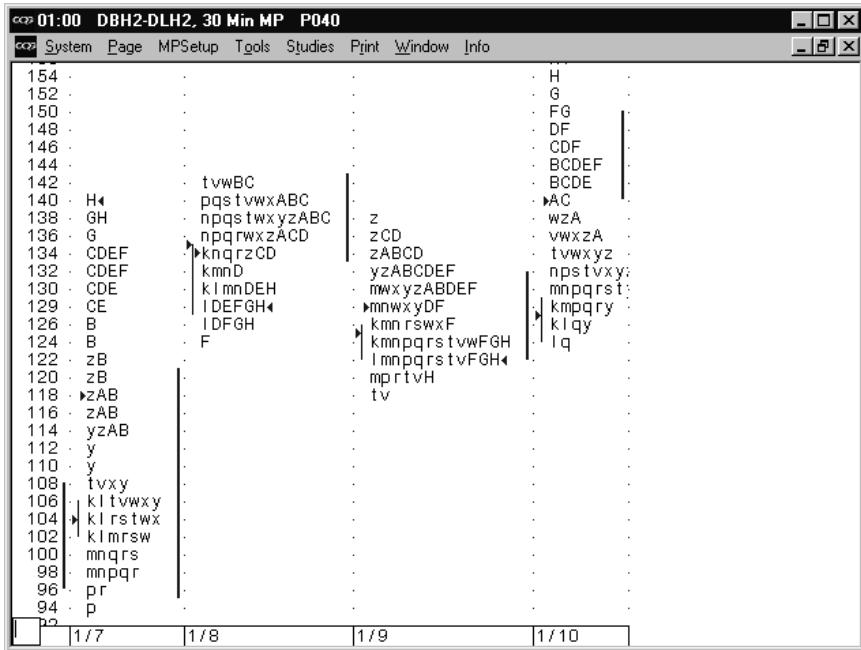 CQG 01:00 DBH2-DLH2, 30 Min MP P040
CQG System Page MPSetup Tools Studies Print Window Info
154 H
152 G
150 FG
148 DF
146 CDF
144 BCDEF
142 tvwBC BCDE
140 H pqstvwxABC AC
138 GH npqstwxyzABC z wzA
136 G npqrwxzACD zCD vwxzA
134 CDEF knqrzCD zABCD tvwxyz
132 CDEF kmnD yzABCDEF npstvxy
130 CDE klmnDEH mwxyzABDEF mnpqrst
129 CE lDEFGH mnwxyDF kmpqry
126 B lDFGH kmnrswxF klqy
124 B F kmnpqrstvwFGH lq
122 zB lmnpqrstvFGH
120 zB mprtvH
118 zAB tv
116 zAB
114 yzAB
112 y
110 y
108 tvxy
106 kltvwxy
104 klrstwx
102 klmrsw
100 mnqrs
98 mnpqr
96 pr
94 p
1/7 1/8 1/9 1/10